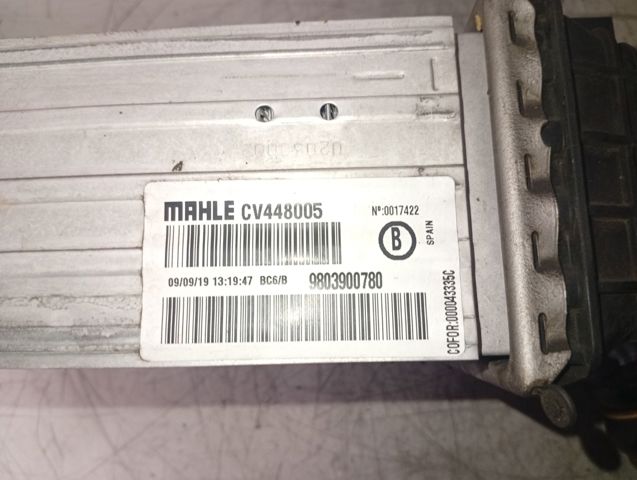 MAHLE CV448005
Nº:0017422
B
SPAIN
09/09/19 13:19:47 BC6/B 9803900780
COFOR:000043335C